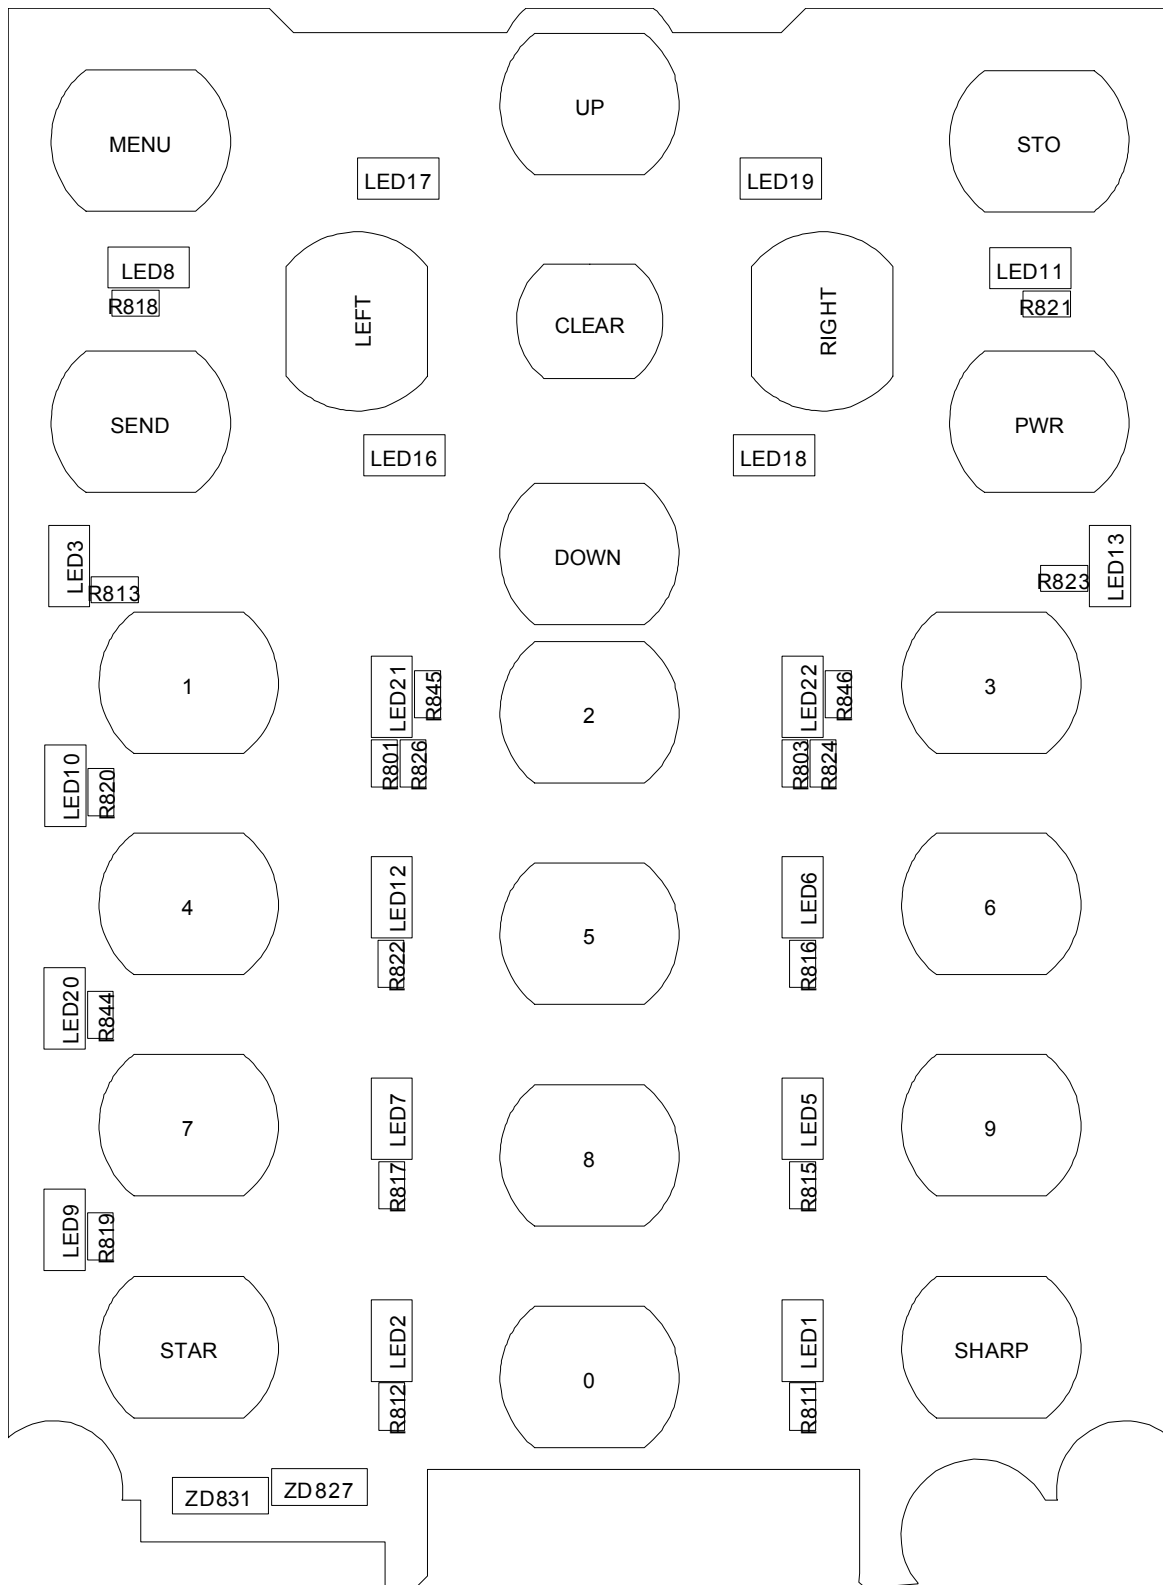 UP
MENU
STO
LED17
LED19
LED8
LED11
R818
R821
LEFT
CLEAR
RIGHT
SEND
PWR
LED16
LED18
DOWN
LED3
R813
R823
LED13
1
LED21
R845
2
LED22
R846
3
R801
R826
R803
R824
LED10
R820
4
LED12
5
LED6
6
R822
R816
LED20
R844
7
LED7
8
LED5
9
R817
R815
LED9
R819
STAR
LED2
0
LED1
SHARP
R812
R811
ZD831
ZD827